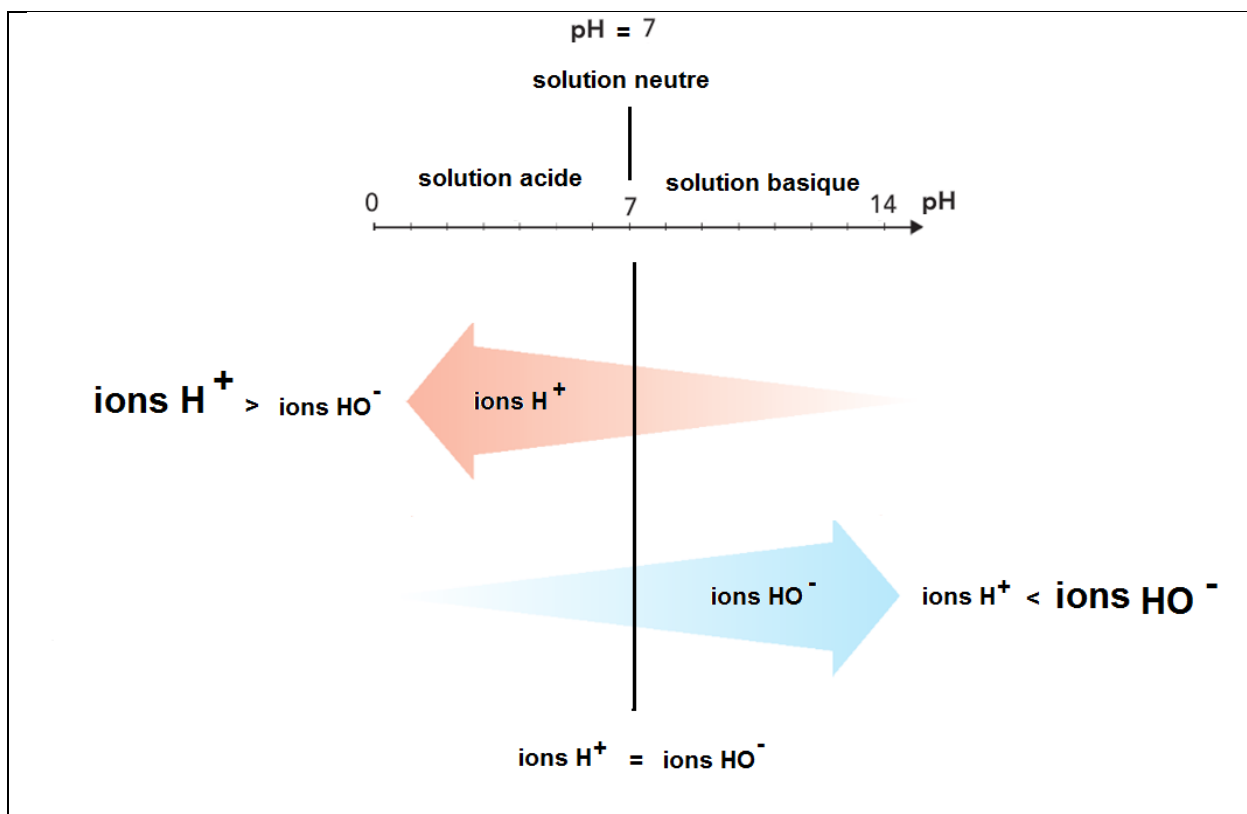 pH = 7
solution neutre
solution acide solution basique
0 7 14 pH
ions H+ > ions HO- ions H+
ions HO- ions H+ < ions HO-
ions H+ = ions HO-